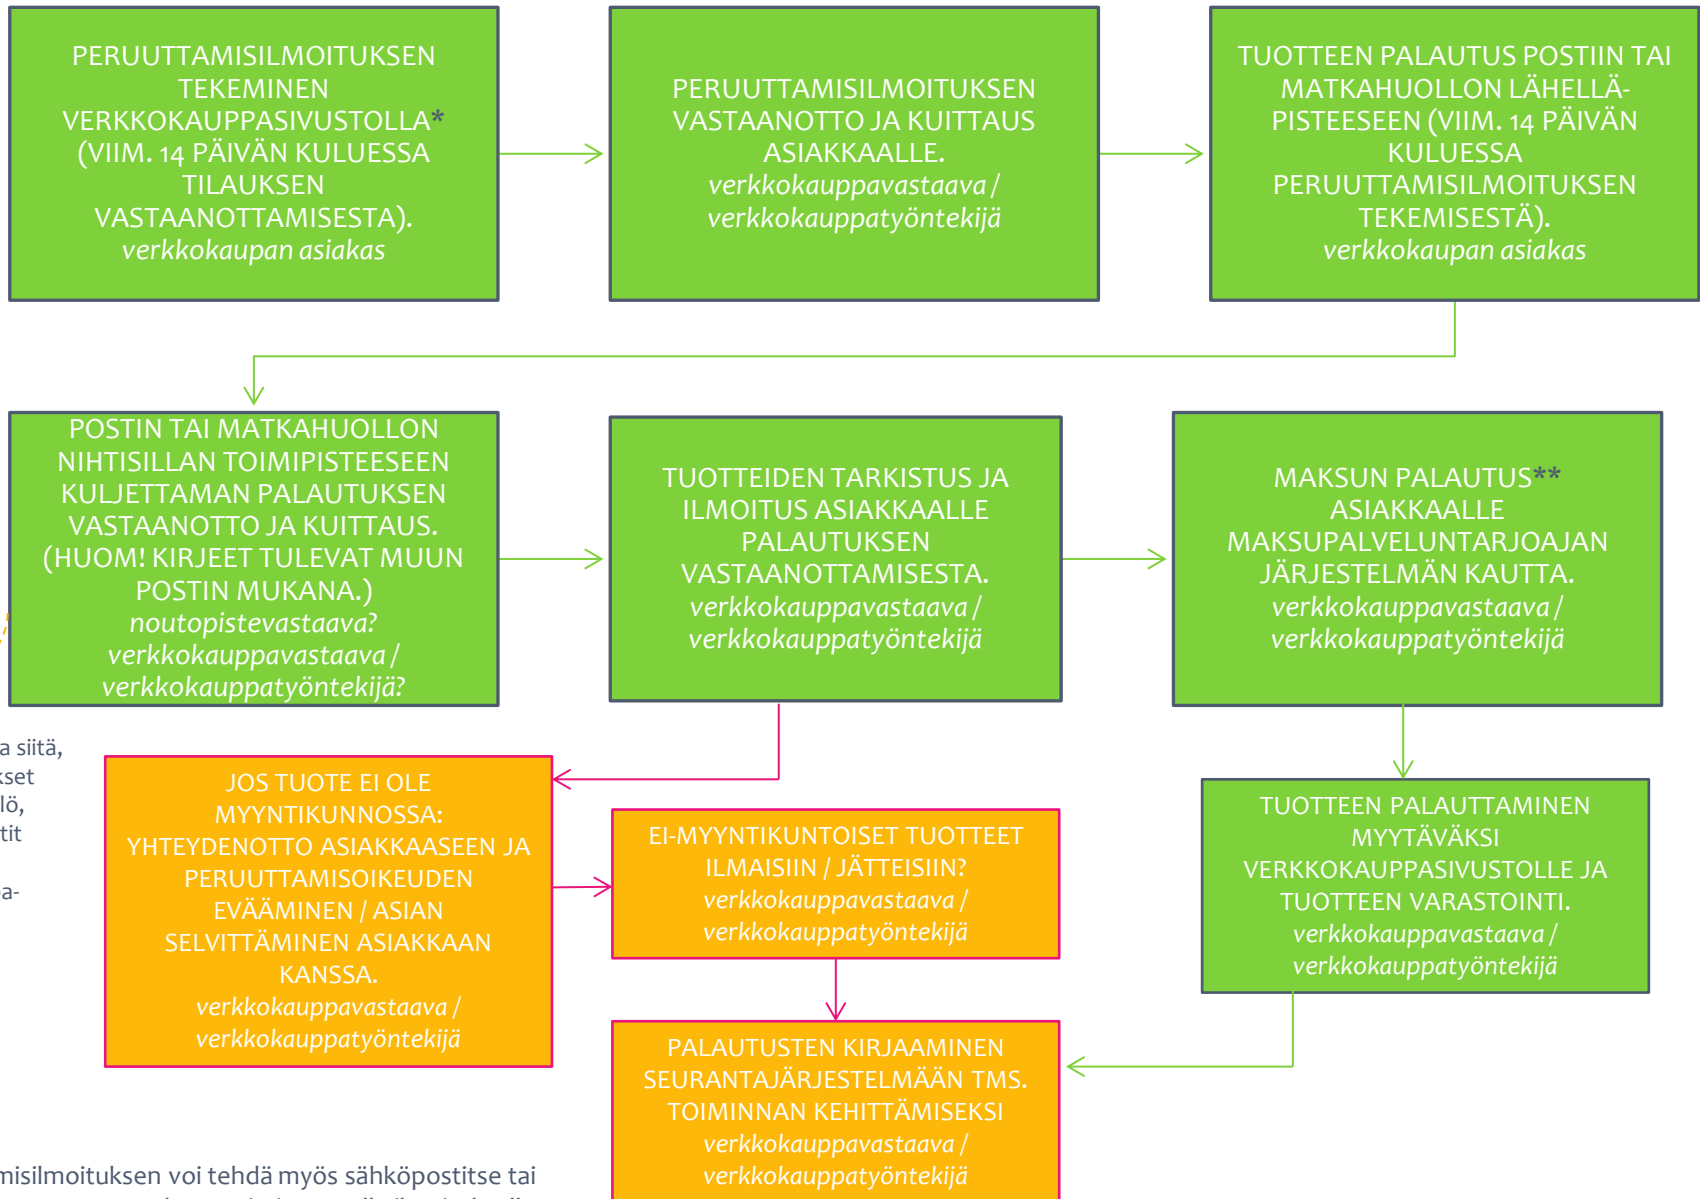 PERUUTTAMISILMOITUKSEN
TEKEMINEN
VERKKOKAUPPASIVUSTOLLA*
(VIIM. 14 PÄIVÄN KULUESSA
TILAUKSEN
VASTAANOTTAMISESTA).
verkkokaupan asiakas
PERUUTTAMISILMOITUKSEN
VASTAANOTTO JA KUITTAUS
ASIAKKAALLE.
verkkokauppavastaava /
verkkokauppatyöntekijä
TUOTTEEN PALAUTUS POSTIIN TAI
MATKAHUOLLON LÄHELLÄ-
PISTEESEEN (VIIM. 14 PÄIVÄN
KULUESSA
PERUUTTAMISILMOITUKSEN
TEKEMISESTÄ).
verkkokaupan asiakas
POSTIN TAI MATKAHUOLLON
NIHTISILLAN TOIMIPISTEESEEN
KULJETTAMAN PALAUTUKSEN
VASTAANOTTO JA KUITTAUS.
(HUOM! KIRJEET TULEVAT MUUN
POSTIN MUKANA.)
noutopistevastaava?
verkkokauppavastaava /
verkkokauppatyöntekijä?
TUOTTEIDEN TARKISTUS JA
ILMOITUS ASIAKKAALLE
PALAUTUKSEN
VASTAANOTTAMISESTA.
verkkokauppavastaava /
verkkokauppatyöntekijä
MAKSUN PALAUTUS**
ASIAKKAALLE
MAKSUPALVELUNTARJOAJAN
JÄRJESTELMÄN KAUTTA.
verkkokauppavastaava /
verkkokauppatyöntekijä
a siitä,
kset
lö,
tit
a-
JOS TUOTE EI OLE
MYYNTIKUNNOSSA:
YHTEYDENOTTO ASIAKKAASEEN JA
PERUUTTAMISOIKEUDEN
EVÄÄMINEN / ASIAN
SELVITTÄMINEN ASIAKKAAN
KANSSA.
verkkokauppavastaava /
verkkokauppatyöntekijä
EI-MYYNTIKUNTOISET TUOTTEET
ILMAISIIN / JÄTTEISIIN?
verkkokauppavastaava /
verkkokauppatyöntekijä
TUOTTEEN PALAUTTAMINEN
MYYTÄVÄKSI
VERKKOKAUPPASIVUSTOLLE JA
TUOTTEEN VARASTOINTI.
verkkokauppavastaava /
verkkokauppatyöntekijä
PALAUTUSTEN KIRJAAMINEN
SEURANTAJÄRJESTELMÄÄN TMS.
TOIMINNAN KEHITTÄMISEKSI
verkkokauppavastaava /
verkkokauppatyöntekijä
misilmoituksen voi tehdä myös sähköpostitse tai